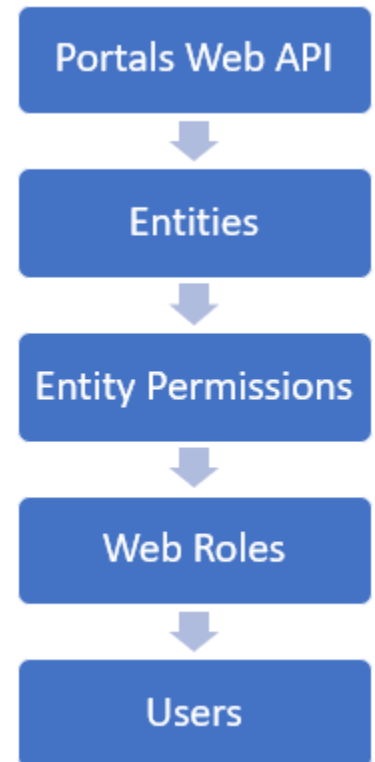 Portals Web API
Entities
Entity Permissions
Web Roles
Users